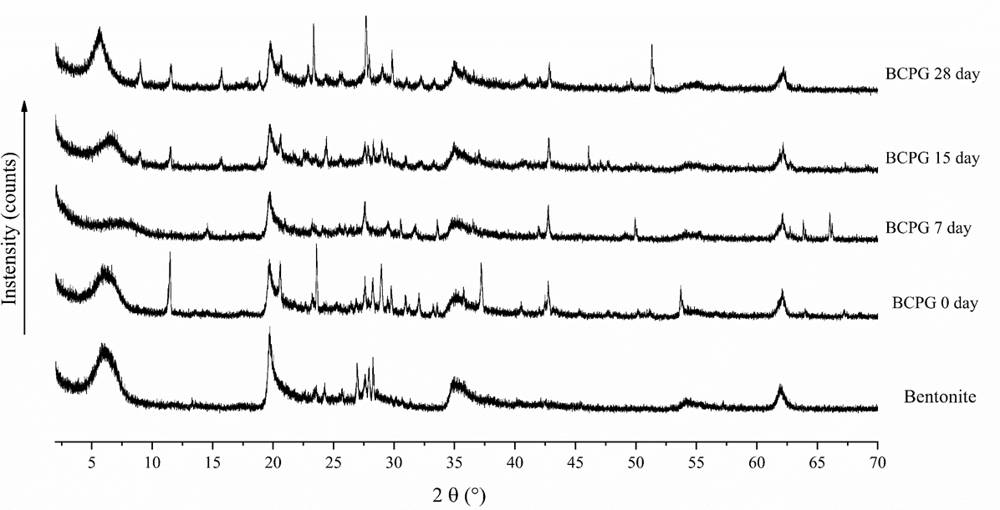 BCPG 28 day
BCPG 15 day
BCPG 7 day
BCPG 0 day
Bentonite
Instensity (counts)
5 10 15 20 25 30 35 40 45 50 55 60 65 70
2 θ (°)